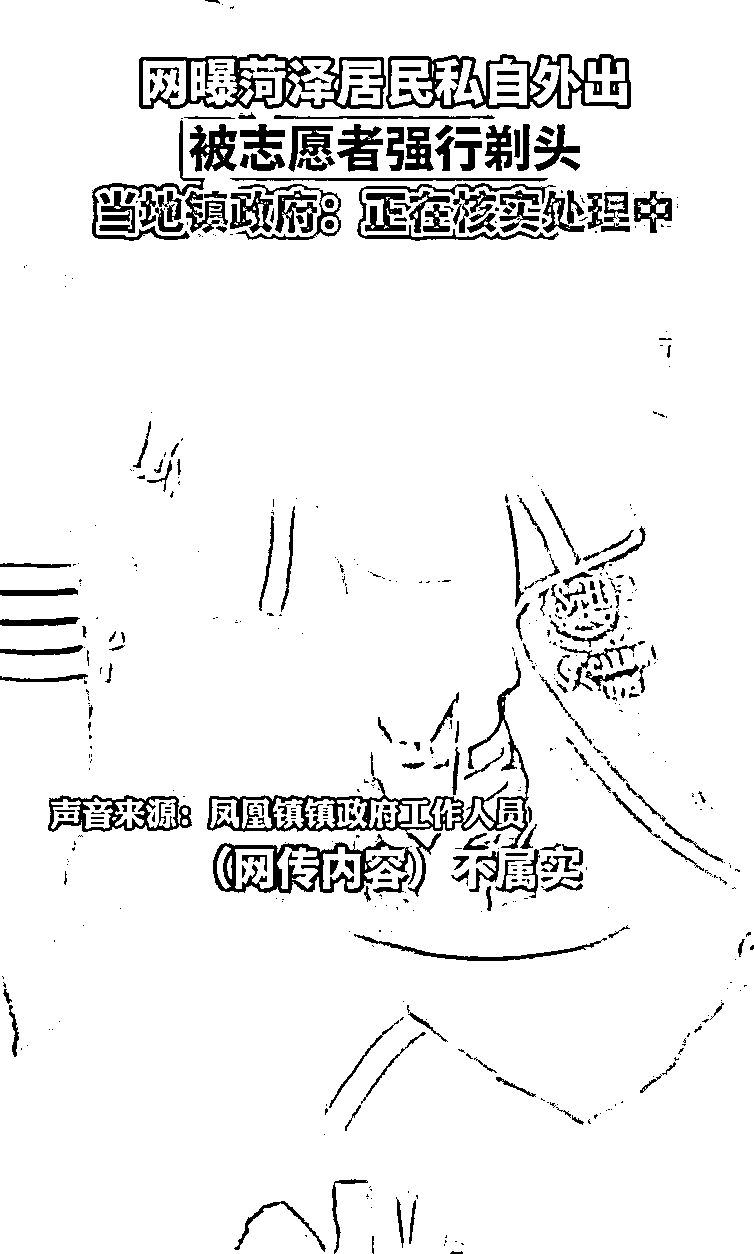 网曝菏泽居民私自外出
被志愿者强行剃头
当地镇政府：正在核实处理中
声音来源：凤凰镇镇政府工作人员
（网传内容）不属实